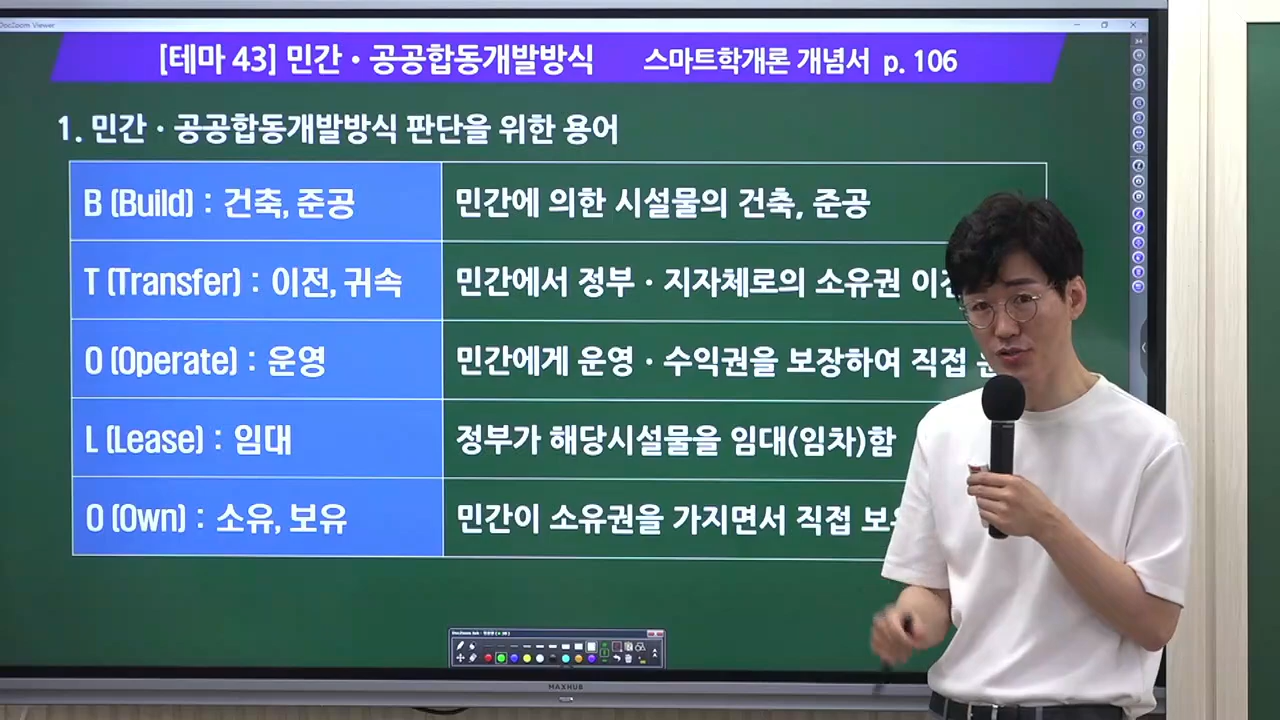 DocZoom Viewer
[테마 43] 민간・공공합동개발방식 스마트학개론 개념서 p. 106
1. 민간・공공합동개발방식 판단을 위한 용어
B (Build) : 건축, 준공 민간에 의한 시설물의 건축, 준공
T (Transfer) : 이전, 귀속 민간에서 정부・지자체로의 소유권
O (Operate) : 운영 민간에게 운영・수익권을 보장하여 직접
L (Lease) : 임대 정부가 해당시설물을 임대(임차)함
O (Own) : 소유, 보유 민간이 소유권을 가지면서 직접
MAXHUB